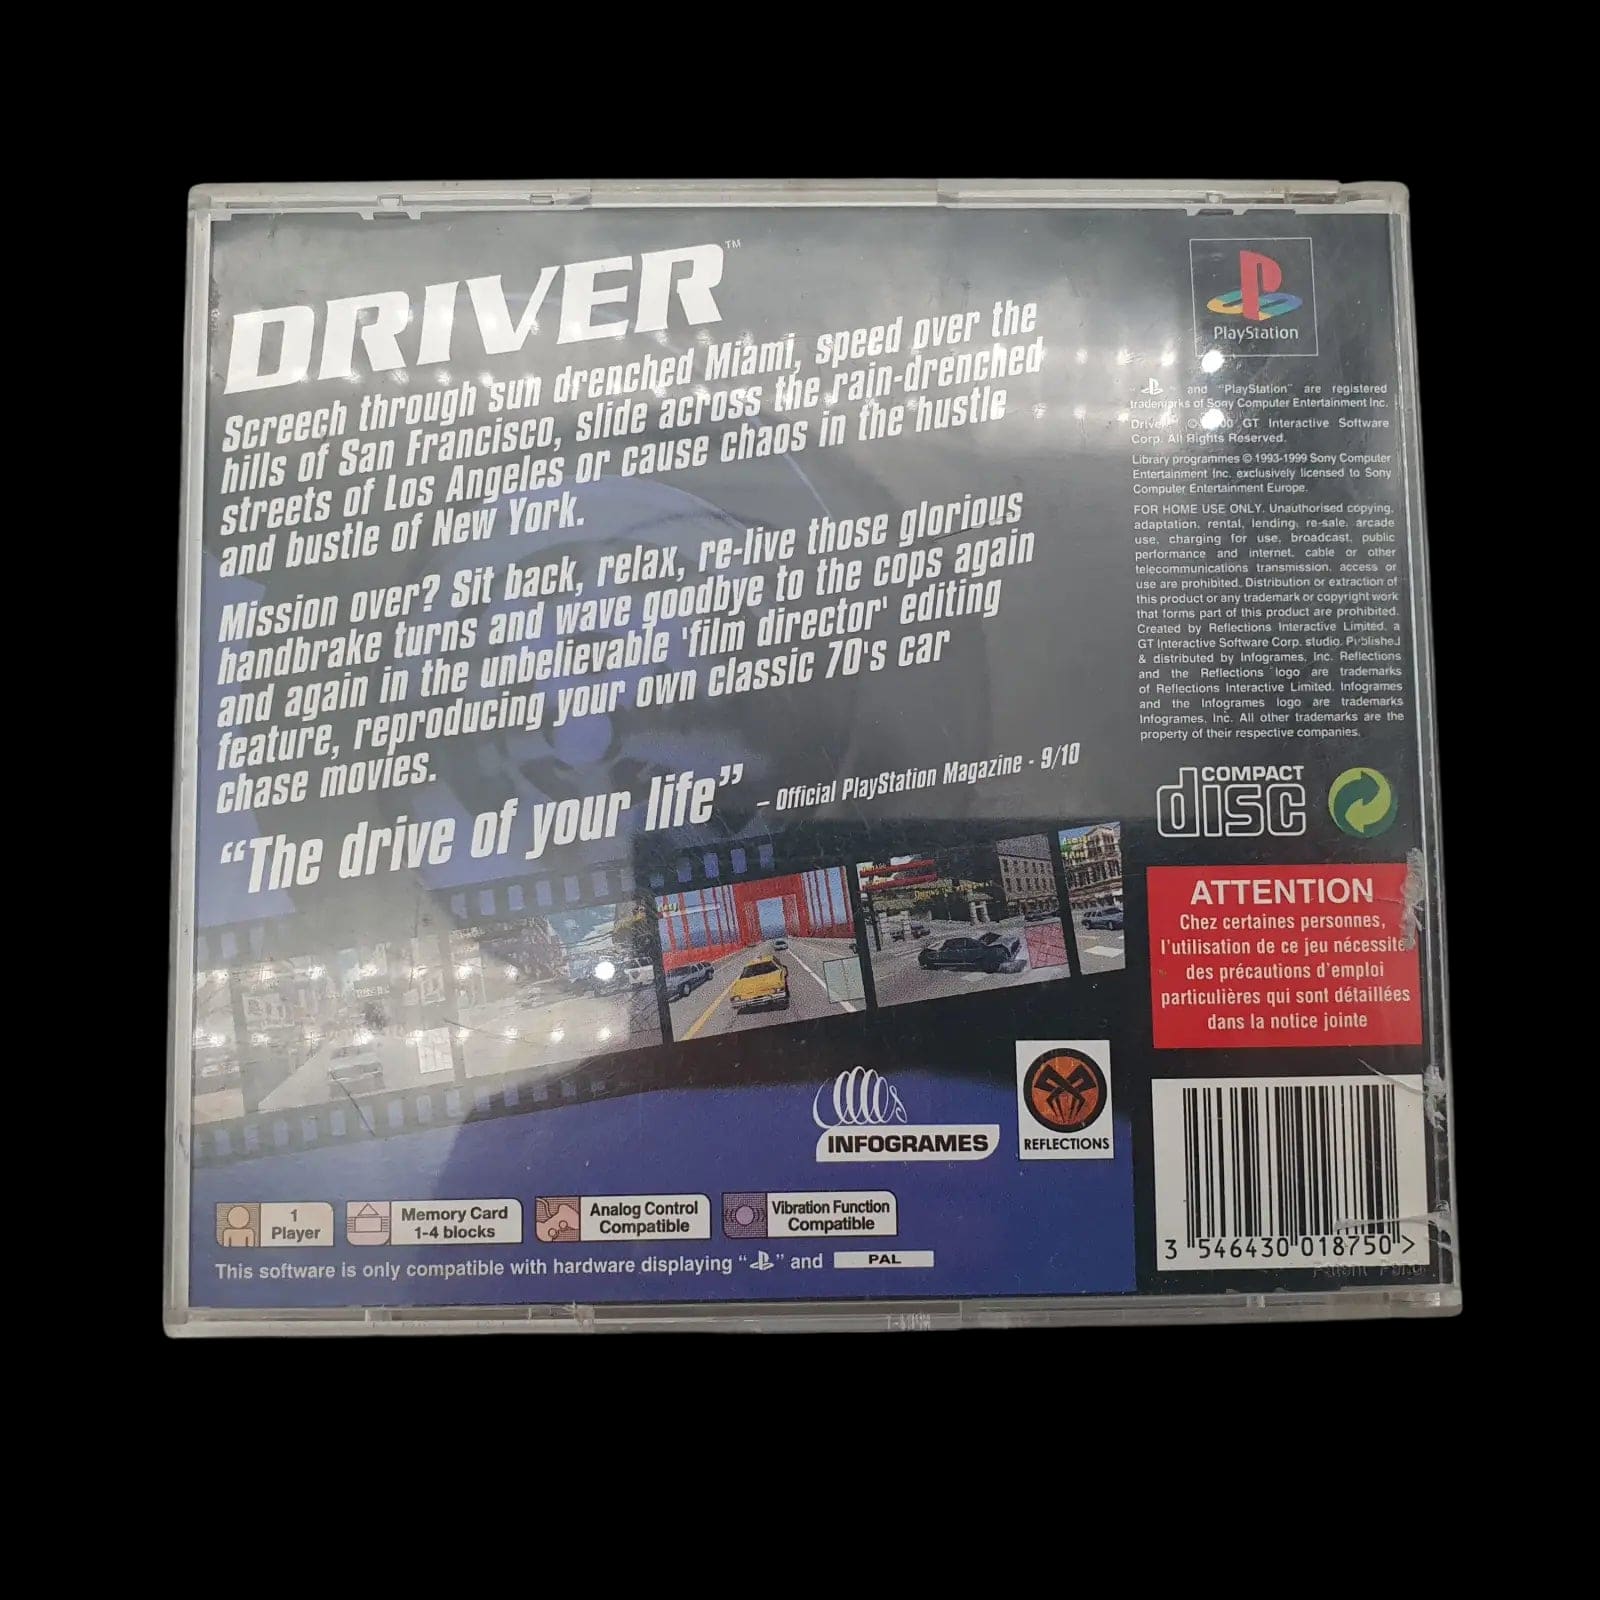 DRIVER™
Screech through sun drenched Miami, speed over the
hills of San Francisco, slide across the rain-drenched
streets of Los Angeles or cause chaos in the hustle
and bustle of New York.
Mission over? Sit back, relax, re-live those glorious
handbrake turns and wave goodbye to the cops again
and again in the unbelievable 'film director' editing
feature, reproducing your own classic 70's car
chase movies.
“The drive of your life” – Official PlayStation Magazine - 9/10
INFOGRAMES
REFLECTIONS
1
Player
Memory Card
1-4 blocks
Analog Control
Compatible
Vibration Function
Compatible
This software is only compatible with hardware displaying “PS” and PAL
PlayStation
“PS” and “PlayStation” are registered
trademarks of Sony Computer Entertainment Inc.
Driver © GT Interactive Software
Corp. All Rights Reserved.
Library programmes © 1993-1999 Sony Computer
Entertainment Inc. exclusively licensed to Sony
Computer Entertainment Europe.
FOR HOME USE ONLY. Unauthorised copying,
adaptation, rental, lending, re-sale, arcade
use, charging for use, broadcast, public
performance and internet, cable or other
telecommunications transmission, access or
use are prohibited. Distribution or extraction of
this product or any trademark or copyright work
that forms part of this product are prohibited.
Created by Reflections Interactive Limited, a
GT Interactive Software Corp. studio. Published
& distributed by Infogrames, Inc. Reflections
and the Reflections logo are trademarks
of Reflections Interactive Limited. Infogrames
and the Infogrames logo are trademarks
Infogrames, Inc. All other trademarks are the
property of their respective companies.
COMPACT
disc
ATTENTION
Chez certaines personnes,
l'utilisation de ce jeu nécessite
des précautions d'emploi
particulières qui sont détaillées
dans la notice jointe
3 546430 018750 >